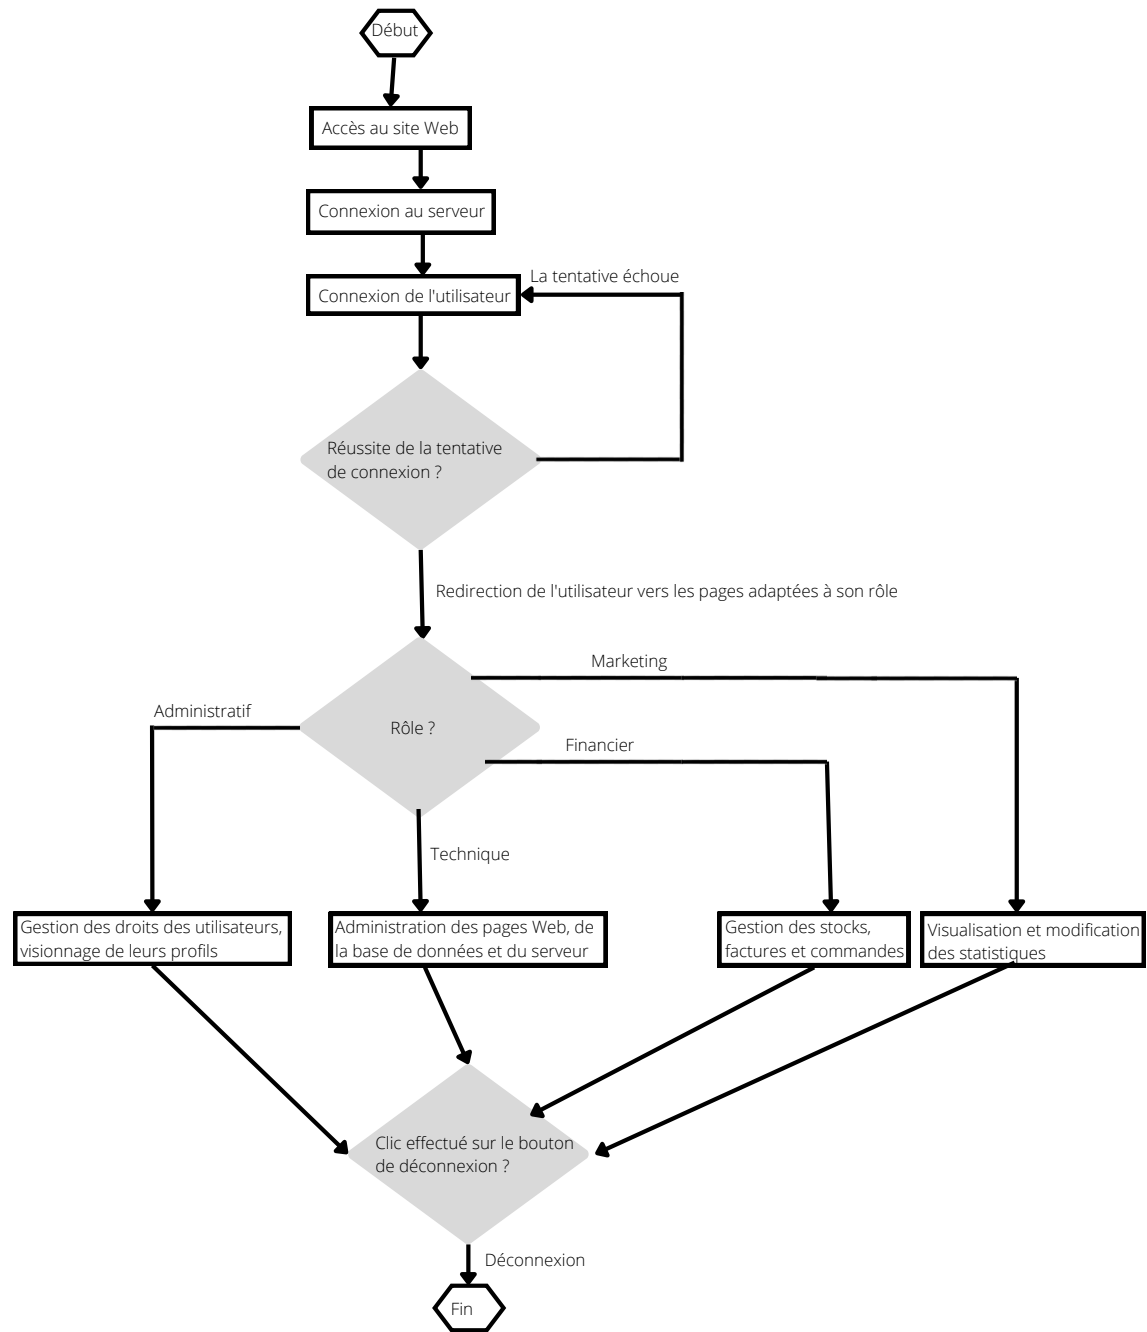 Début
Accès au site Web
Connexion au serveur
La tentative échoue
Connexion de l'utilisateur
Réussite de la tentative
de connexion ?
Redirection de l'utilisateur vers les pages adaptées à son rôle
Marketing
Administratif
Rôle ?
Financier
Technique
Gestion des droits des utilisateurs,
visionnage de leurs profils
Administration des pages Web, de
la base de données et du serveur
Gestion des stocks,
factures et commandes
Visualisation et modification
des statistiques
Clic effectué sur le bouton
de déconnexion ?
Déconnexion
Fin